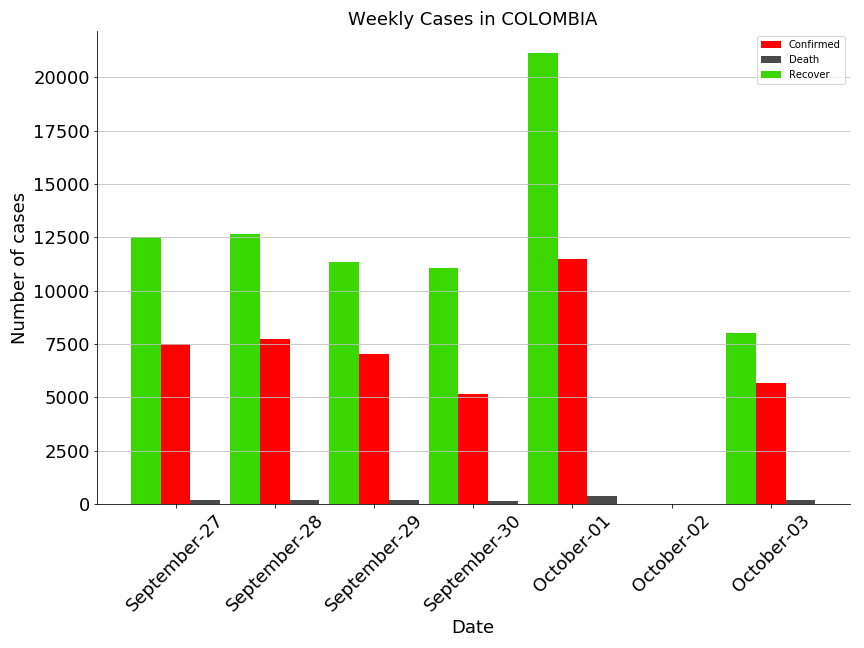 Weekly Cases in COLOMBIA
Confirmed
Death
Recover
Number of cases
20000
17500
15000
12500
10000
7500
5000
2500
0
September-27
September-28
September-29
September-30
October-01
October-02
October-03
Date